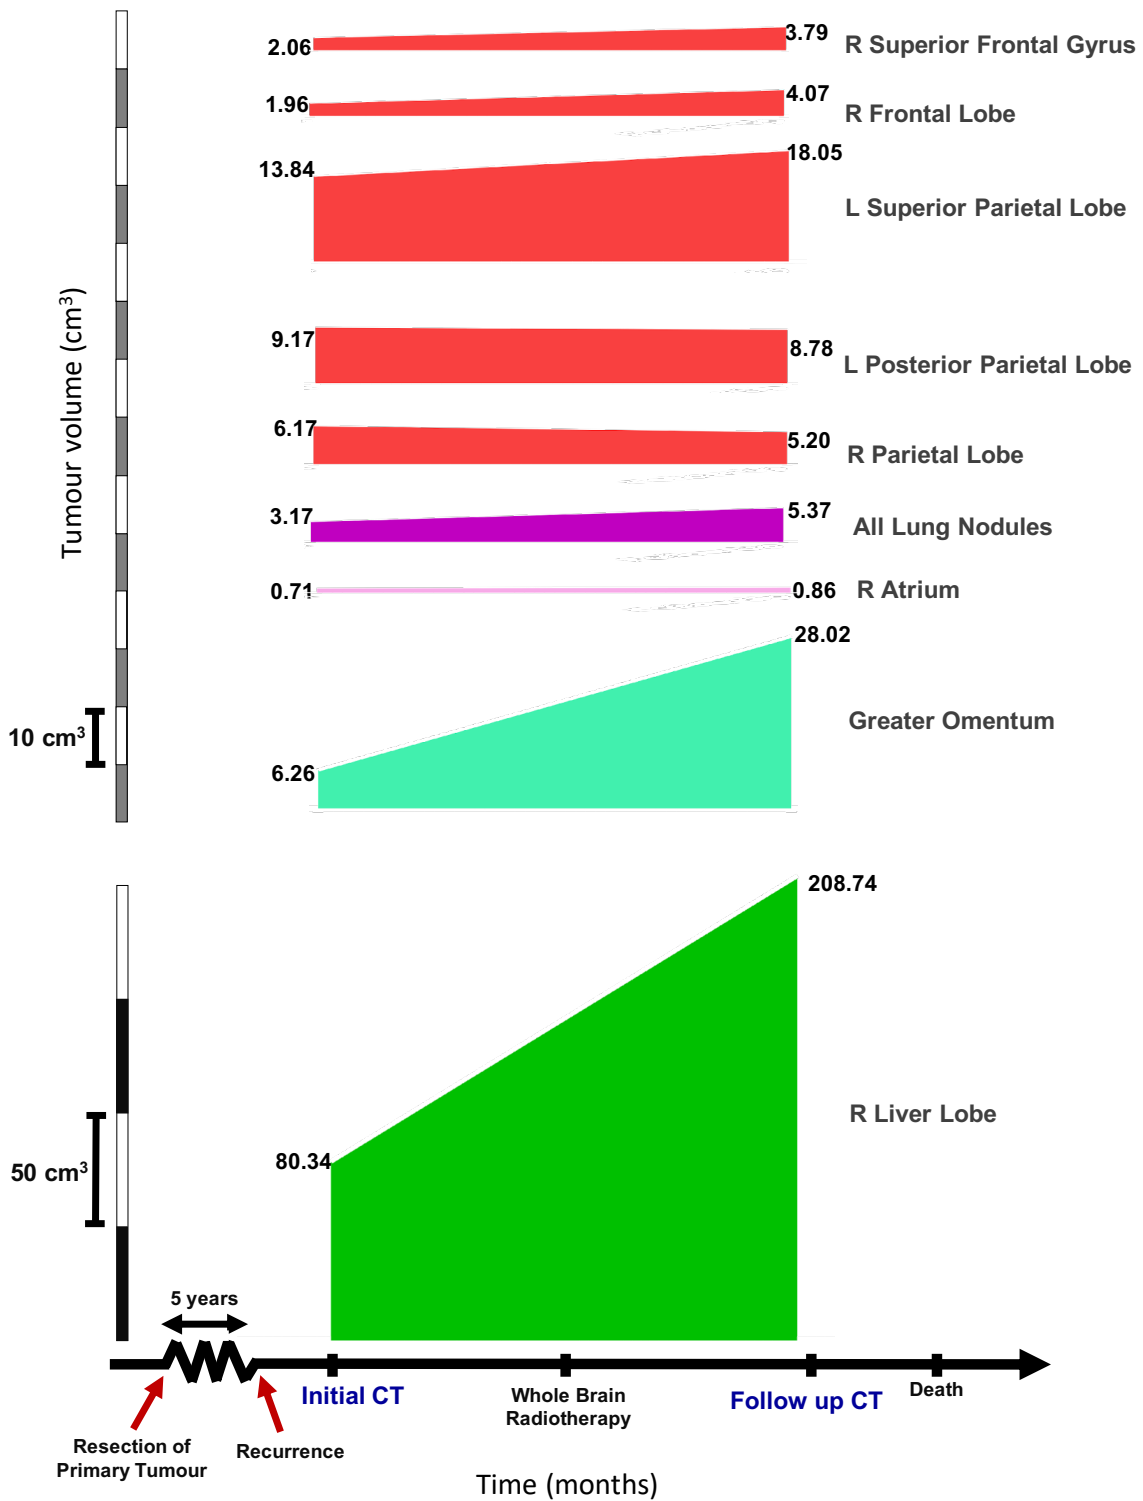 2.06
3.79
R Superior Frontal Gyrus
1.96
4.07
R Frontal Lobe
13.84
18.05
L Superior Parietal Lobe
Tumour volume (cm³)
9.17
8.78
L Posterior Parietal Lobe
6.17
5.20
R Parietal Lobe
3.17
5.37
All Lung Nodules
0.71
0.86
R Atrium
28.02
10 cm³
Greater Omentum
6.26
208.74
R Liver Lobe
80.34
50 cm³
5 years
Initial CT
Whole Brain
Radiotherapy
Follow up CT
Death
Resection of
Primary Tumour
Recurrence
Time (months)